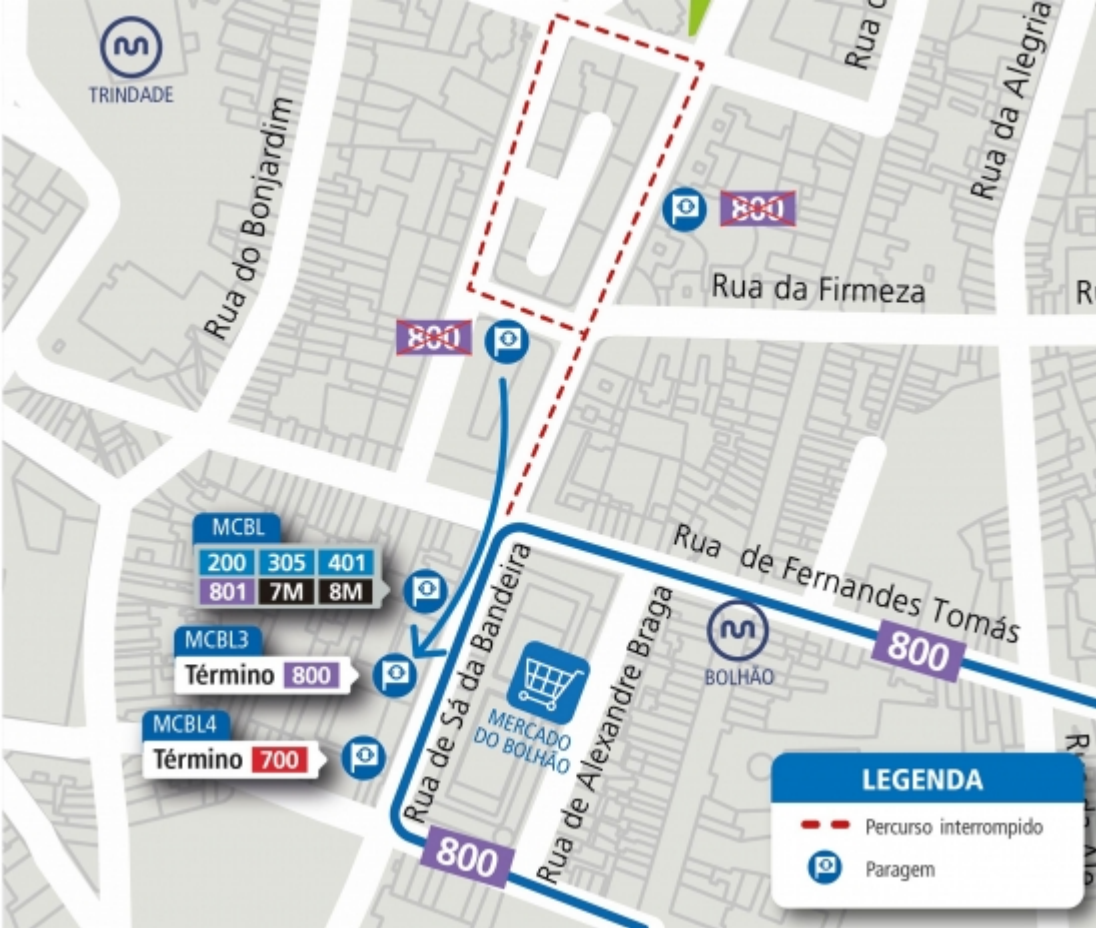 TRINDADE
Rua do Bonjardim
Rua da Alegria
800
Rua da Firmeza
800
MCBL
200 305 401
801 7M 8M
MCBL3
Término 800
MCBL4
Término 700
Rua de Sá da Bandeira
Rua de Fernandes Tomás
800
BOLHÃO
MERCADO
DO BOLHÃO
Rua de Alexandre Braga
800
LEGENDA
Percurso interrompido
Paragem